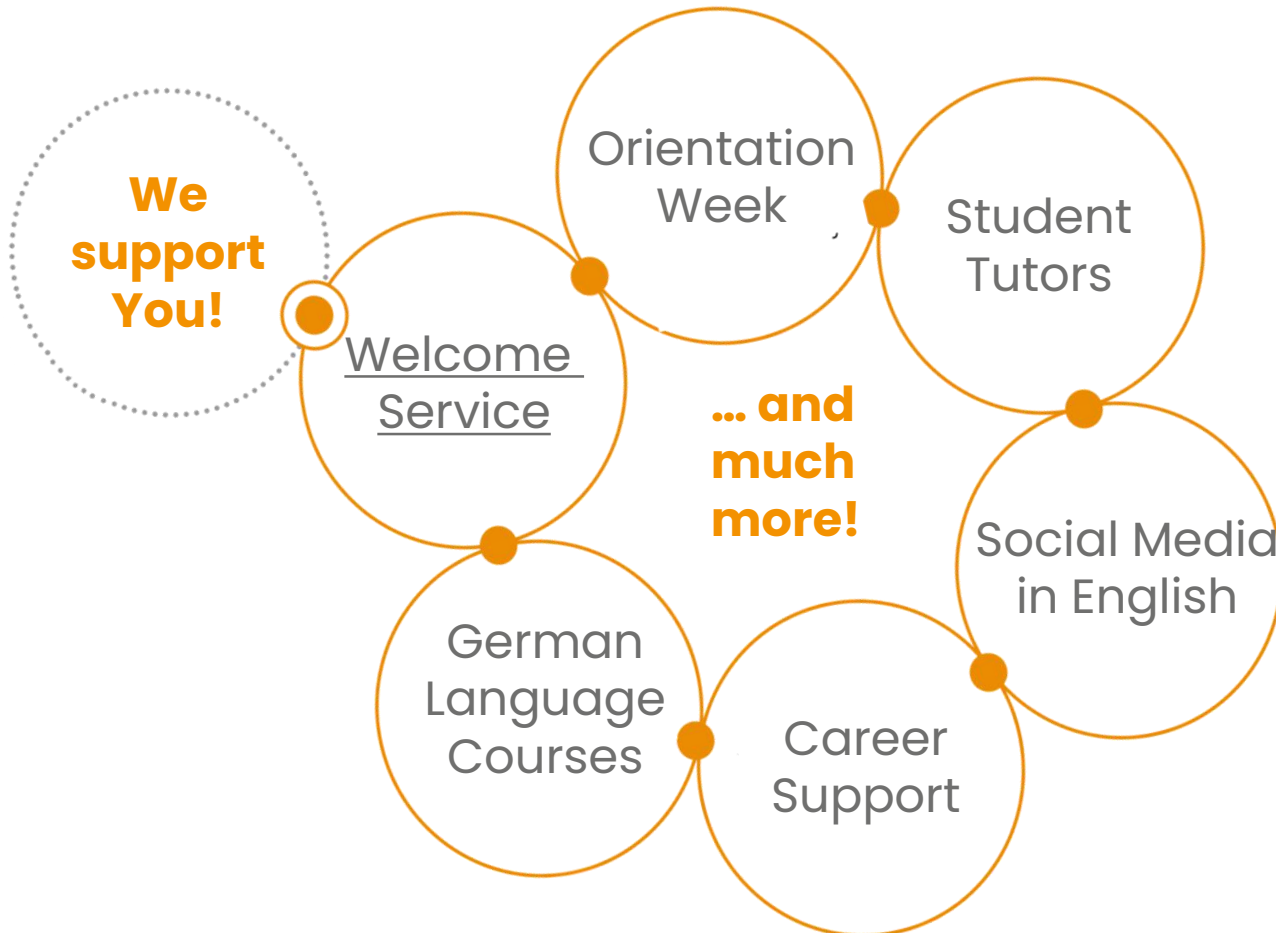 We
support
You!
Welcome
Service
Orientation
Week
Student
Tutors
Social Media
in English
Career
Support
German
Language
Courses
... and
much
more!